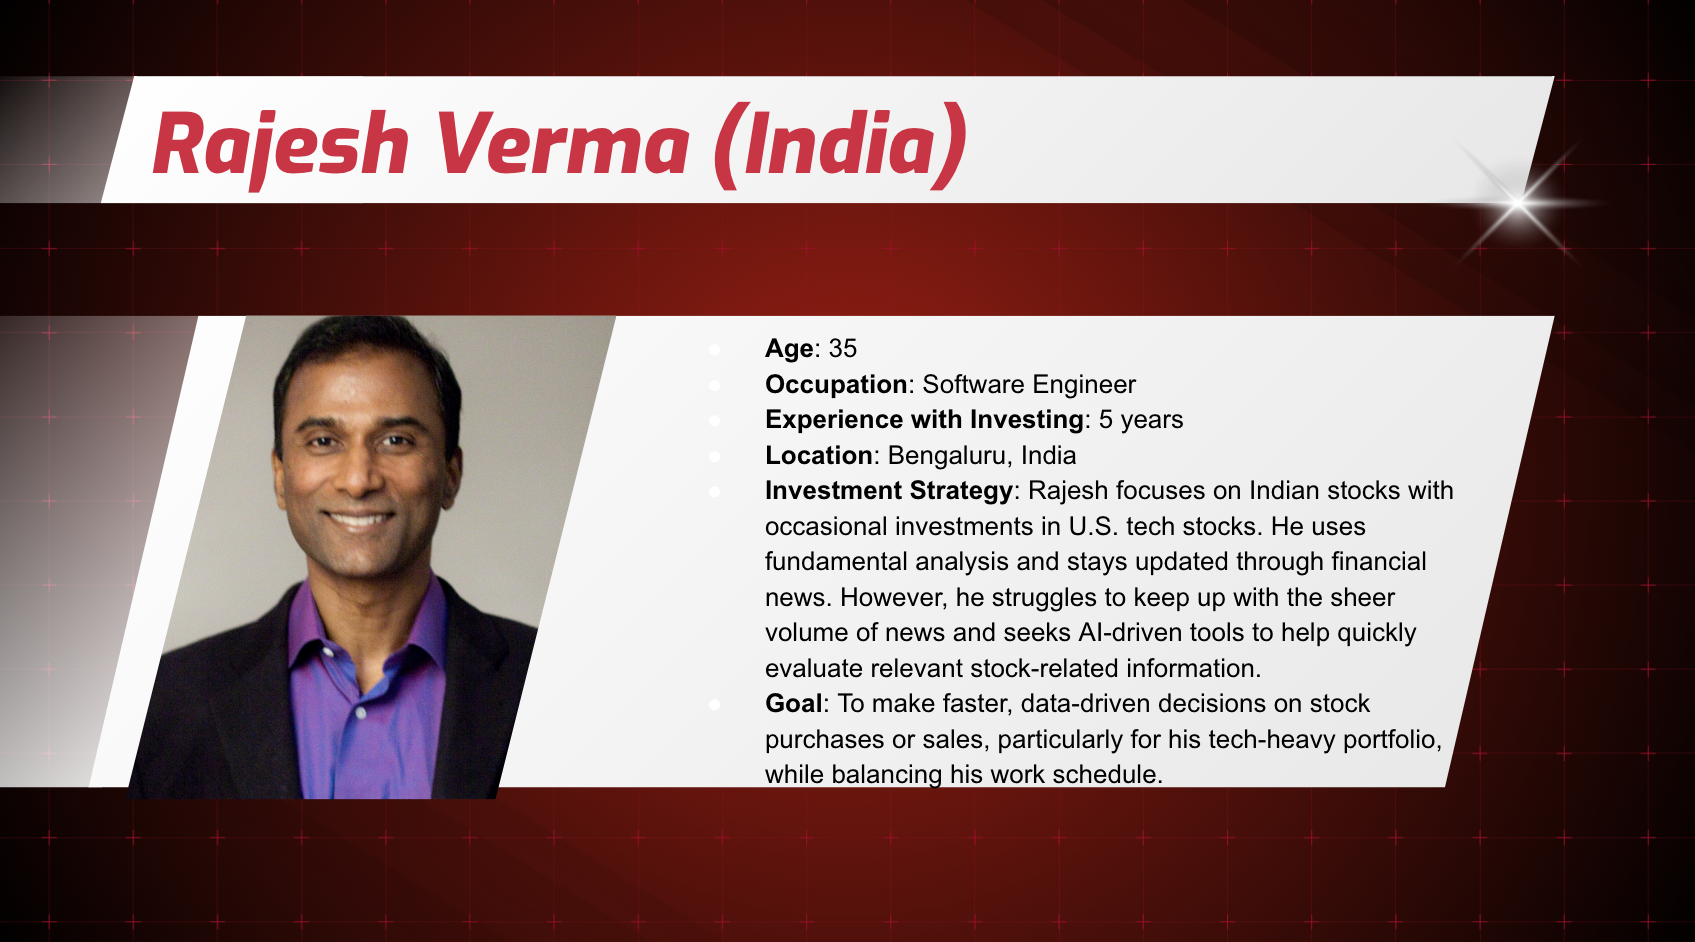 Rajesh Verma (India)
Age: 35
Occupation: Software Engineer
Experience with Investing: 5 years
Location: Bengaluru, India
Investment Strategy: Rajesh focuses on Indian stocks with
occasional investments in U.S. tech stocks. He uses
fundamental analysis and stays updated through financial
news. However, he struggles to keep up with the sheer
volume of news and seeks AI-driven tools to help quickly
evaluate relevant stock-related information.
Goal: To make faster, data-driven decisions on stock
purchases or sales, particularly for his tech-heavy portfolio,
while balancing his work schedule.